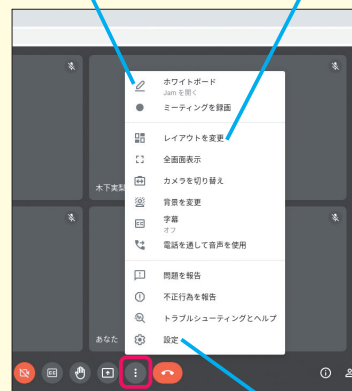 ホワイトボード
Jam を開く
ミーティングを録画
レイアウトを変更
全画面表示
木下実
カメラを切り替え
背景を変更
CC
字幕
オフ
電話を通して音声を使用
問題を報告
不正行為を報告
トラブルシューティングとヘルプ
あなた
設定
CC